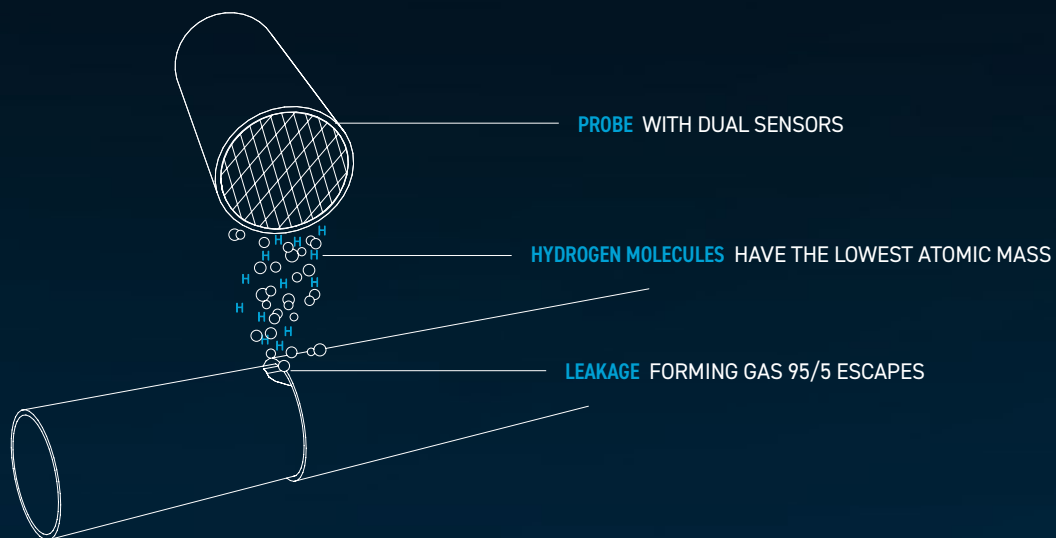 PROBE WITH DUAL SENSORS
H H H
H H
H H H
H H
H
H H
H
HYDROGEN MOLECULES HAVE THE LOWEST ATOMIC MASS
LEAKAGE FORMING GAS 95/5 ESCAPES